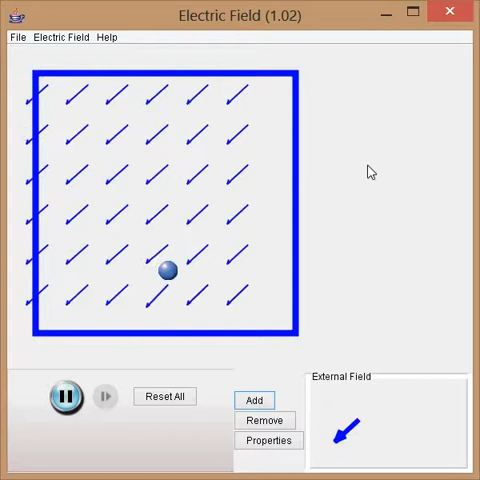 Electric Field (1.02)
File Electric Field Help
External Field
Reset All
Add
Remove
Properties